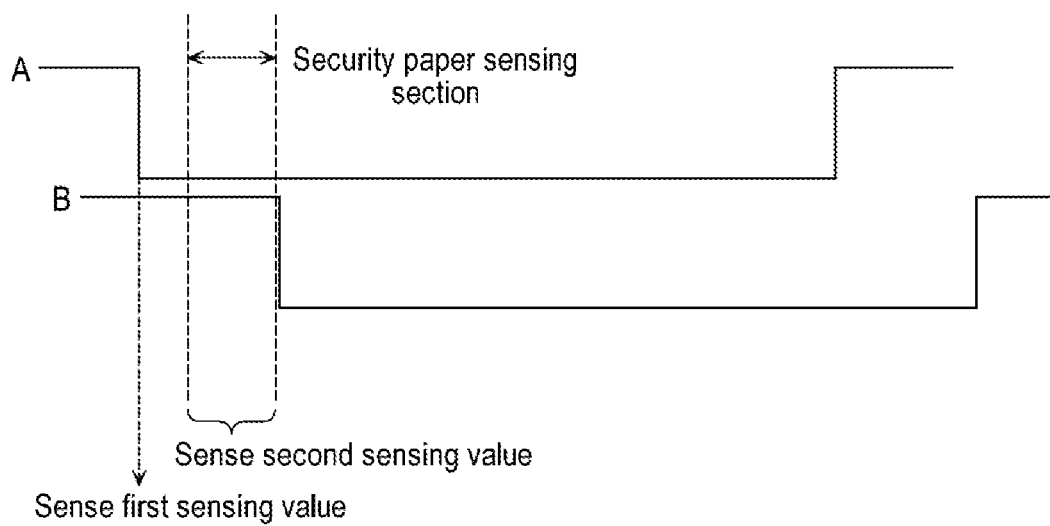 A
Security paper sensing
section
B
Sense second sensing value
Sense first sensing value